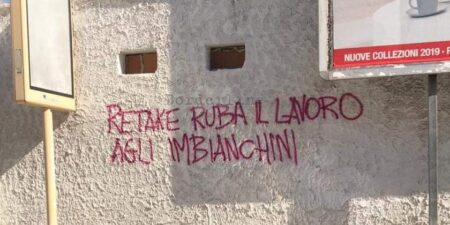 NUOVE COLLEZIONI 2019
RETAKE RUBA IL LAVORO
AGLI IMBIANCHINI